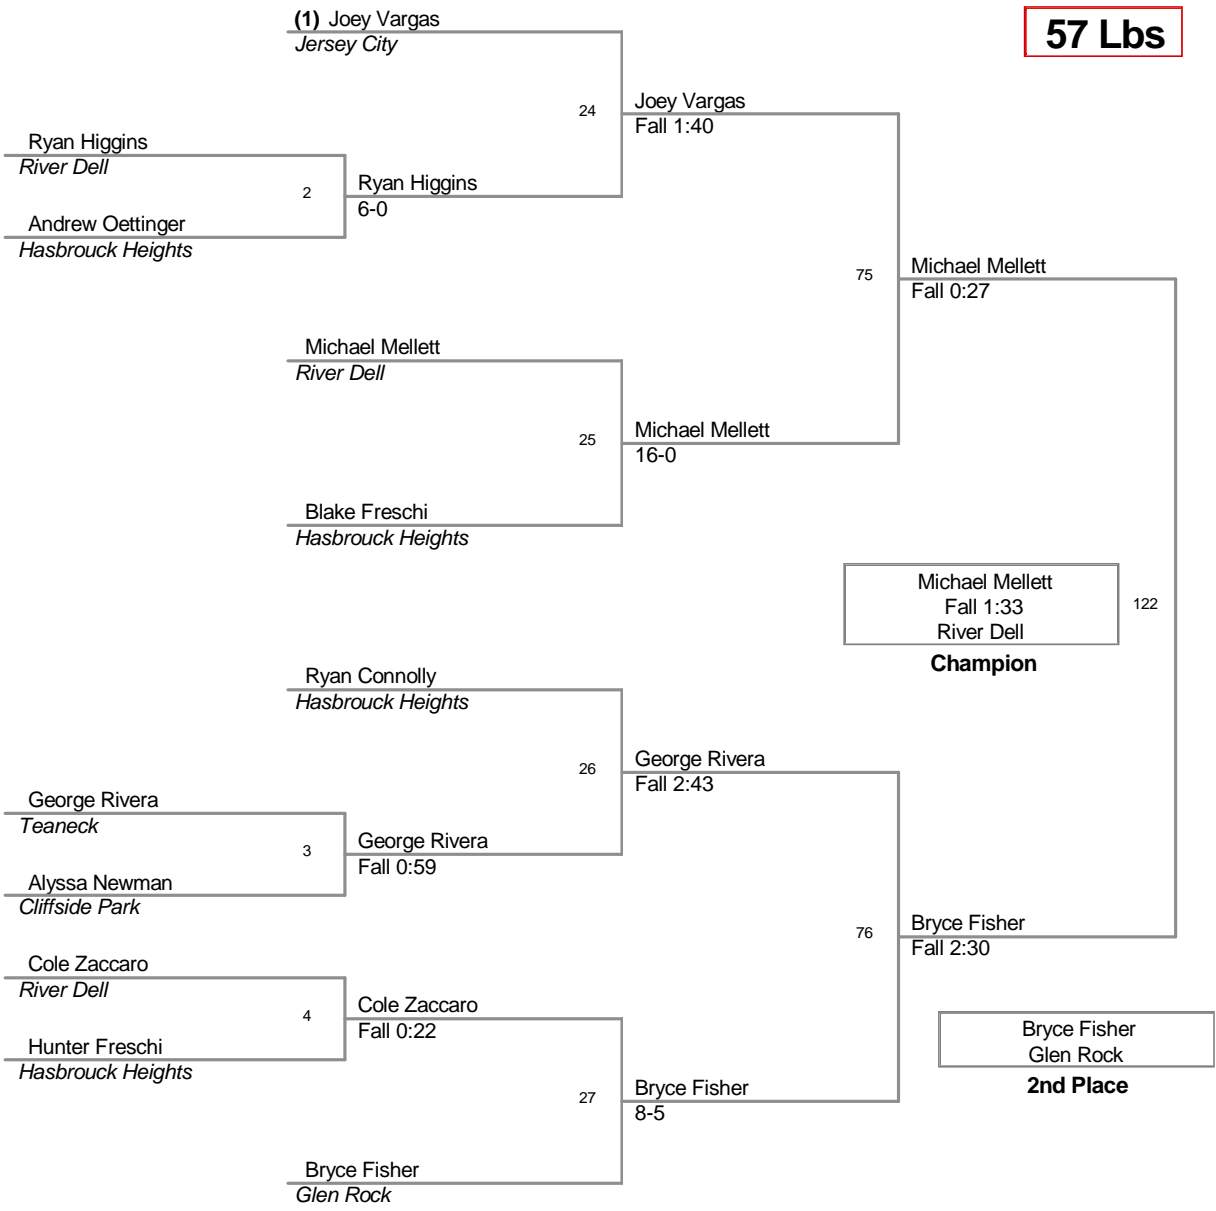 (1) Joey Vargas
Jersey City
57 Lbs
24
Joey Vargas
Fall 1:40
Ryan Higgins
River Dell
2
Ryan Higgins
6-0
Andrew Oettinger
Hasbrouck Heights
75
Michael Mellett
Fall 0:27
Michael Mellett
River Dell
25
Michael Mellett
16-0
Blake Freschi
Hasbrouck Heights
Michael Mellett
Fall 1:33
River Dell
Champion
122
Ryan Connolly
Hasbrouck Heights
26
George Rivera
Fall 2:43
George Rivera
Teaneck
3
George Rivera
Fall 0:59
Alyssa Newman
Cliffside Park
76
Bryce Fisher
Fall 2:30
Cole Zaccaro
River Dell
4
Cole Zaccaro
Fall 0:22
Hunter Freschi
Hasbrouck Heights
Bryce Fisher
Glen Rock
2nd Place
27
Bryce Fisher
8-5
Bryce Fisher
Glen Rock